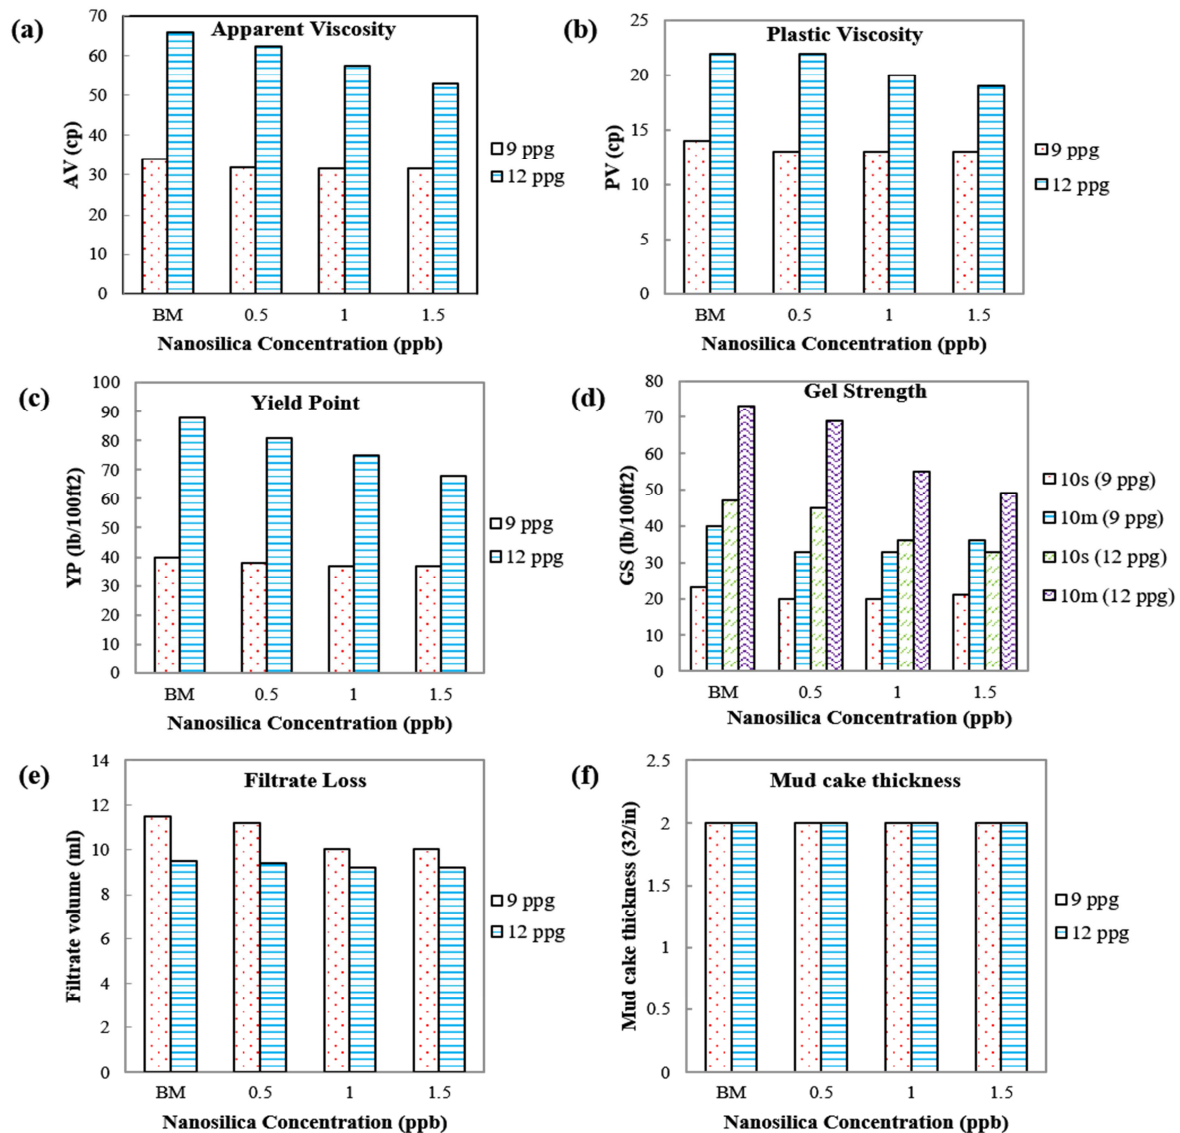 (a)
Apparent Viscosity
AV (cp)
70
60
50
40
30
20
10
0
BM 0.5 1 1.5
Nanosilica Concentration (ppb)
9 ppg
12 ppg
(b)
Plastic Viscosity
PV (cp)
25
20
15
10
5
0
BM 0.5 1 1.5
Nanosilica Concentration (ppb)
9 ppg
12 ppg
(c)
Yield Point
YP (lb/100ft2)
100
90
80
70
60
50
40
30
20
10
0
BM 0.5 1 1.5
Nanosilica Concentration (ppb)
9 ppg
12 ppg
(d)
Gel Strength
GS (lb/100ft2)
80
70
60
50
40
30
20
10
0
BM 0.5 1 1.5
Nanosilica Concentration (ppb)
10s (9 ppg)
10m (9 ppg)
10s (12 ppg)
10m (12 ppg)
(e)
Filtrate Loss
Filtrate volume (ml)
14
12
10
8
6
4
2
0
BM 0.5 1 1.5
Nanosilica Concentration (ppb)
9 ppg
12 ppg
(f)
Mud cake thickness
Mud cake thickness (32/in)
2.5
2
1.5
1
0.5
0
BM 0.5 1 1.5
Nanosilica Concentration (ppb)
9 ppg
12 ppg